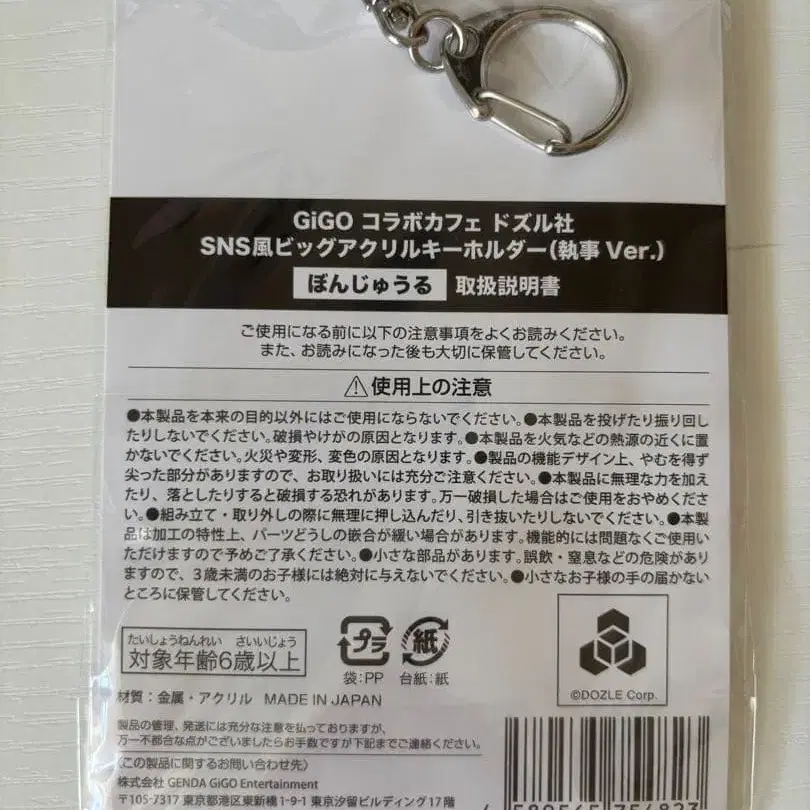 GiGO コラボカフェ ドズル社
SNS風ビッグアクリルキーホルダー(執事 Ver.)
ぼんじゅうる 取扱説明書
ご使用になる前に以下の注意事項をよくお読みください。
また、お読みになった後も大切に保管してください。
⚠使用上の注意
●本製品を本来の目的以外にはご使用にならないでください。●本製品を投げたり振り回し
たりしないでください。破損やけがの原因となります。●本製品を火気などの熱源の近くに置
かないでください。火災や変形、変色の原因となります。●製品の機能デザイン上、やむを得ず
尖った部分がありますので、お取り扱いには充分ご注意ください。●本製品に無理な力を加え
たり、落としたりすると破損する恐れがあります。万一破損した場合はご使用をおやめくださ
い。●組み立て・取り外しの際に無理に押し込んだり、引き抜いたりしないでください。●本製
品は加工の特性上、パーツどうしの嵌合が緩い場合があります。機能的には問題なくご使用い
ただけますので予めご了承ください。●小さな部品があります。誤飲・窒息などの危険があり
ますので、3歳未満のお子様には絶対に与えないでください。●小さなお子様の手の届かない
ところに保管してください。
たいしょうねんれい さいいじょう
対象年齢6歳以上
プラ
紙
袋:PP 台紙:紙
©DOZLE Corp.
材質:金属・アクリル MADE IN JAPAN
製品の管理、発送には充分な注意を払っておりますが、
万一不都合な点がございましたらお手数ですが下記までご連絡ください。
〈この製品に関するお問い合わせ先〉
株式会社 GENDA GiGO Entertainment
〒105-7317 東京都港区東新橋1-9-1 東京汐留ビルディング17階